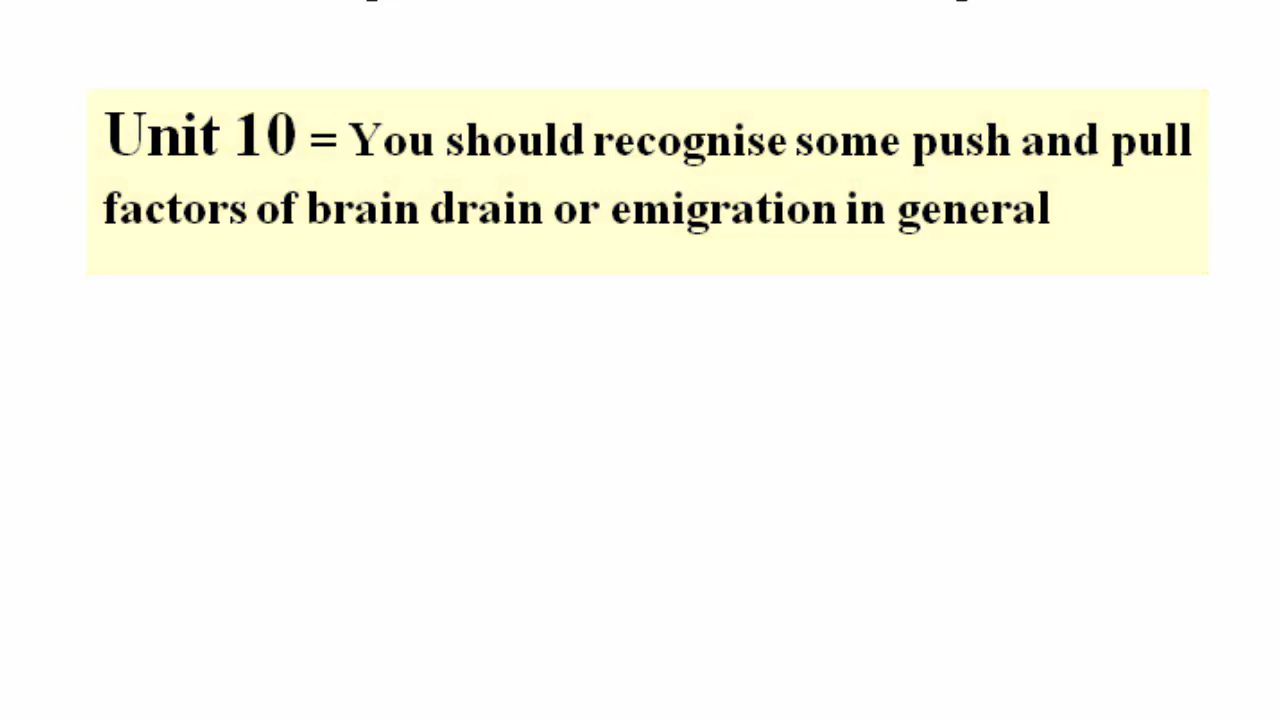 Unit 10 = You should recognise some push and pull
factors of brain drain or emigration in general